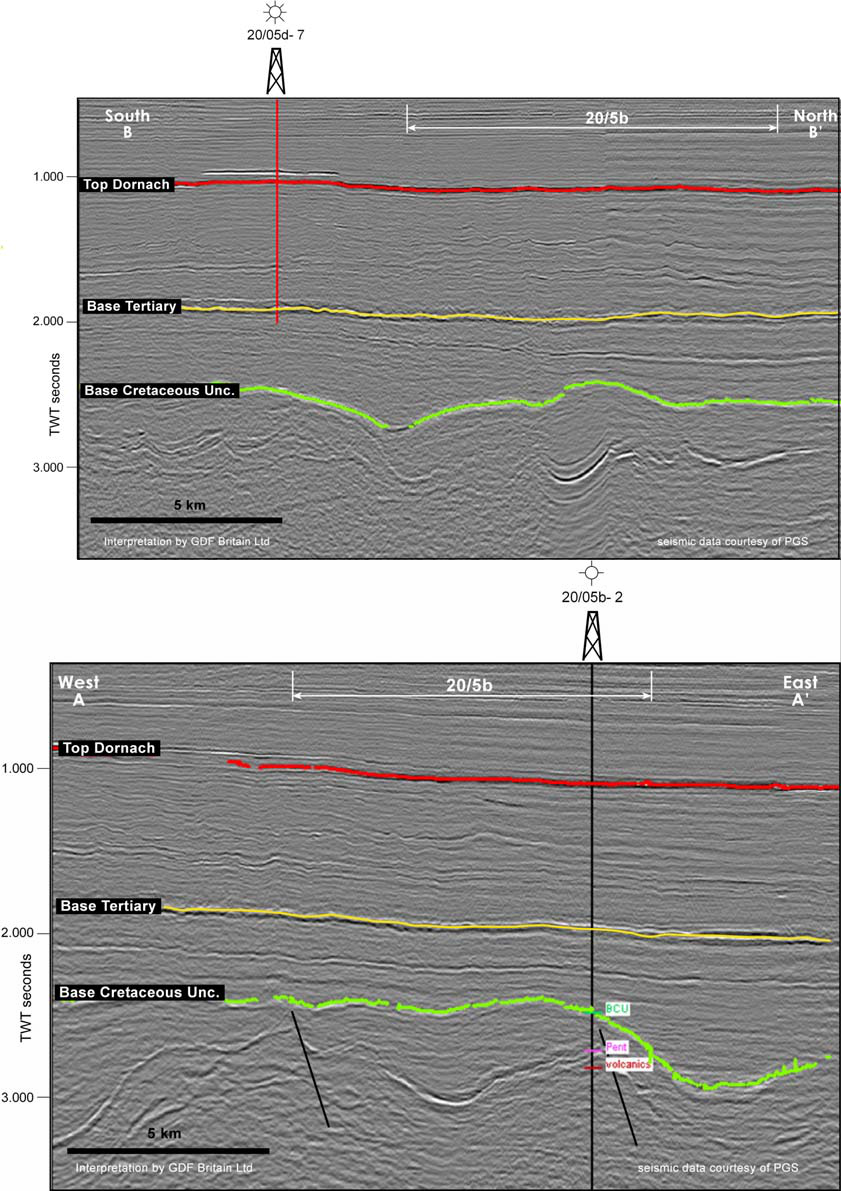 20/05d- 7
South
B
20/5b
North
B'
1.000
Top Dornach
Base Tertiary
2.000
TWT seconds
Base Cretaceous Unc.
3.000
5 km
Interpretation by GDF Britain Ltd
seismic data courtesy of PGS
20/05b- 2
West
A
20/5b
East
A'
Top Dornach
1.000
Base Tertiary
2.000
TWT seconds
Base Cretaceous Unc.
BCU
Pent
Volcanics
3.000
5 km
Interpretation by GDF Britain Ltd
seismic data courtesy of PGS